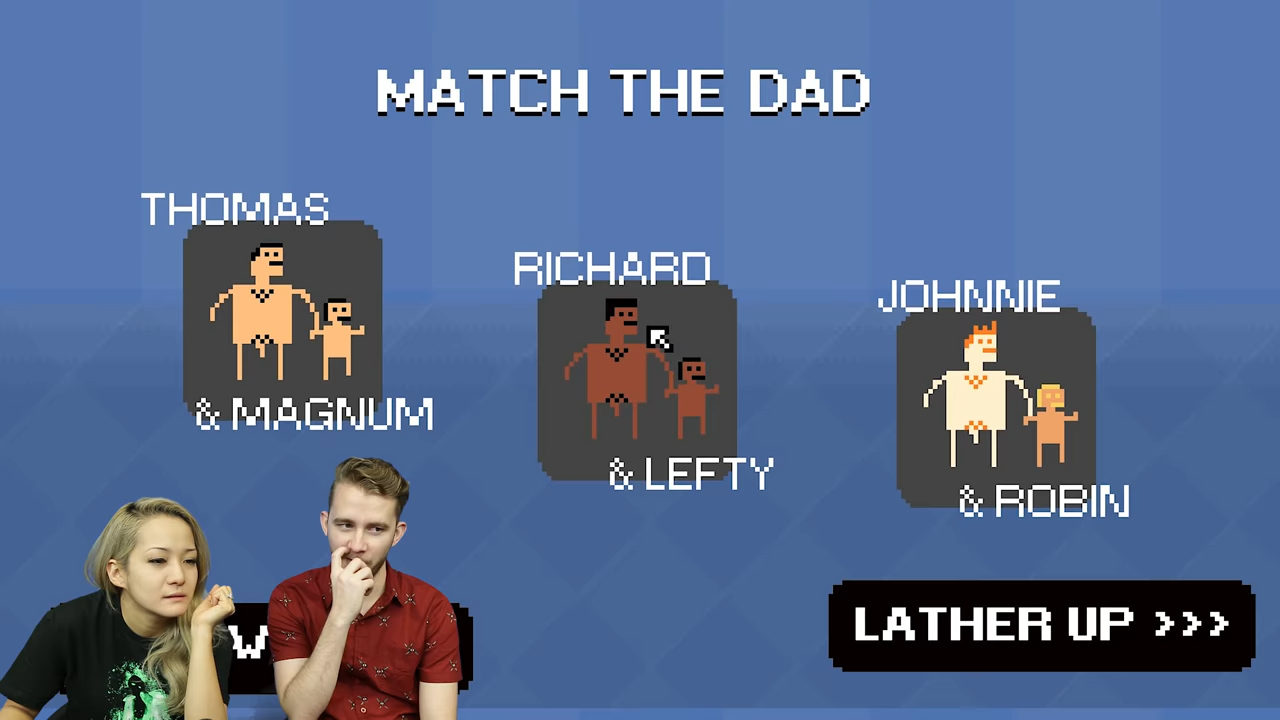 MATCH THE DAD
THOMAS
& MAGNUM
RICHARD
& LEFTY
JOHNNIE
& ROBIN
LATHER UP >>>